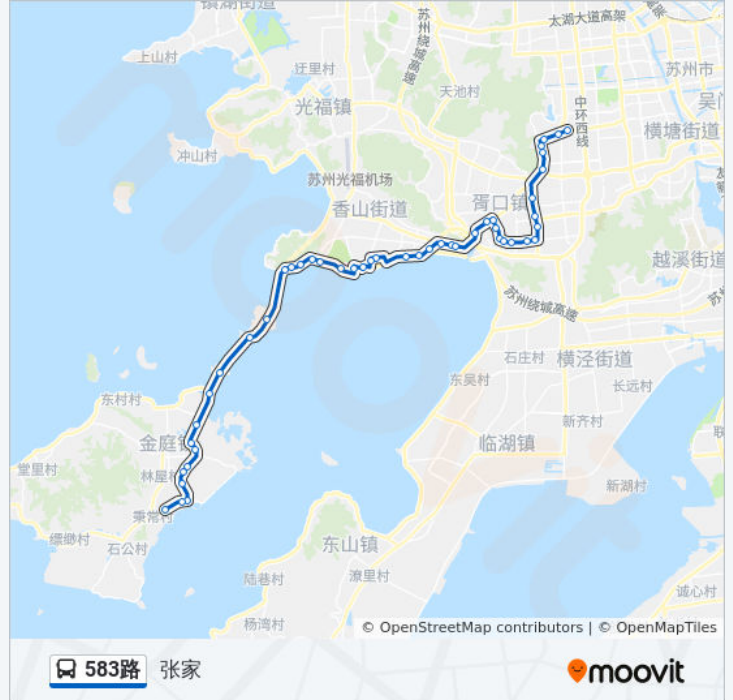 镇湖街道
苏州绕城高速
太湖大道高架
上山村
迂里村
苏州市
天池村
光福镇
中环西线
横塘街道
冲山村
苏州光福机场
胥口镇
香山街道
越溪街道
苏州绕城高速
石庄村
横泾街道
东吴村
长远村
东村村
新齐村
金庭镇
临湖镇
堂里村
林屋村
新湖村
秉常村
缥缈村
石公村
东山镇
陆巷村
潦里村
诚心村
杨湾村
© OpenStreetMap contributors | © OpenMapTiles
583路 张家
moovit